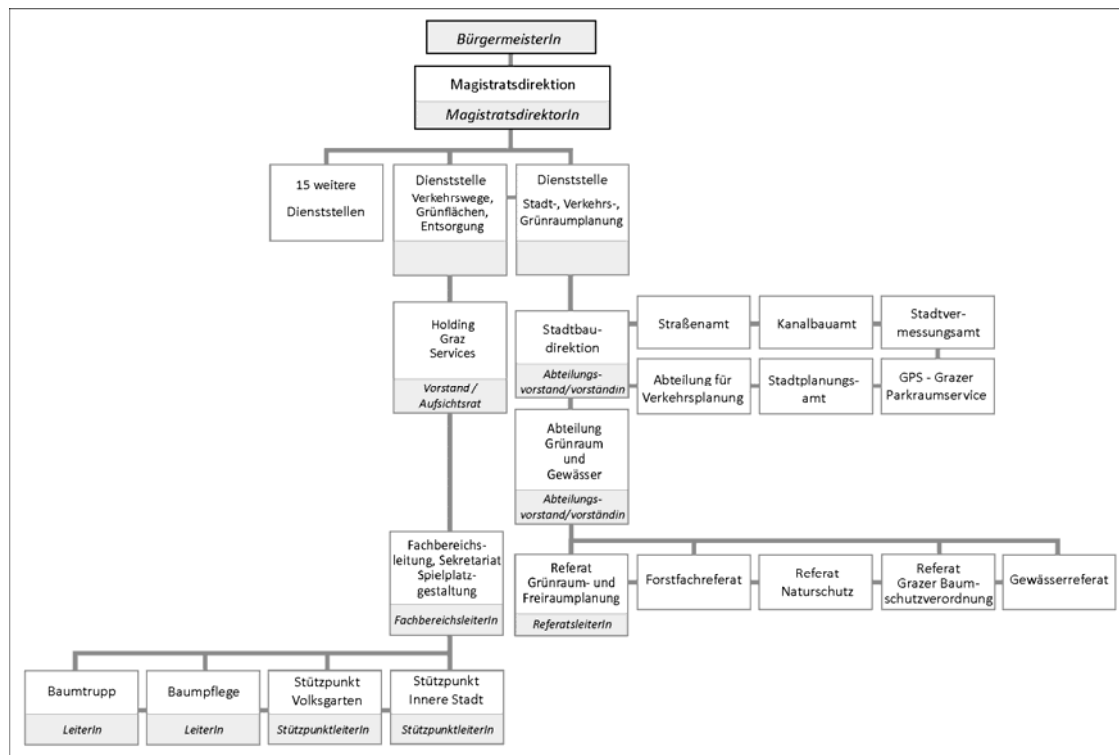 BürgermeisterIn
Magistratsdirektion
MagistratsdirektorIn
15 weitere
Dienststellen
Dienststelle
Verkehrswege,
Grünflächen,
Entsorgung
Dienststelle
Stadt-, Verkehrs-,
Grünraumplanung
Holding
Graz
Services
Vorstand /
Aufsichtsrat
Stadtbau-
direktion
Abteilungs-
vorstand/vorständin
Straßenamt
Kanalbauamt
Stadtver-
messungsamt
Abteilung für
Verkehrsplanung
Stadtplanungs-
amt
GPS - Grazer
Parkraumservice
Abteilung
Grünraum
und
Gewässer
Abteilungs-
vorstand/vorständin
Fachbereichs-
leitung, Sekretariat
Spielplatz-
gestaltung
FachbereichsleiterIn
Referat
Grünraum- und
Freiraumplanung
ReferatsleiterIn
Forstfachreferat
Referat
Naturschutz
Referat
Grazer Baum-
schutzverordnung
Gewässerreferat
Baumtrupp
LeiterIn
Baumpflege
LeiterIn
Stützpunkt
Volksgarten
StützpunktleiterIn
Stützpunkt
Innere Stadt
StützpunktleiterIn